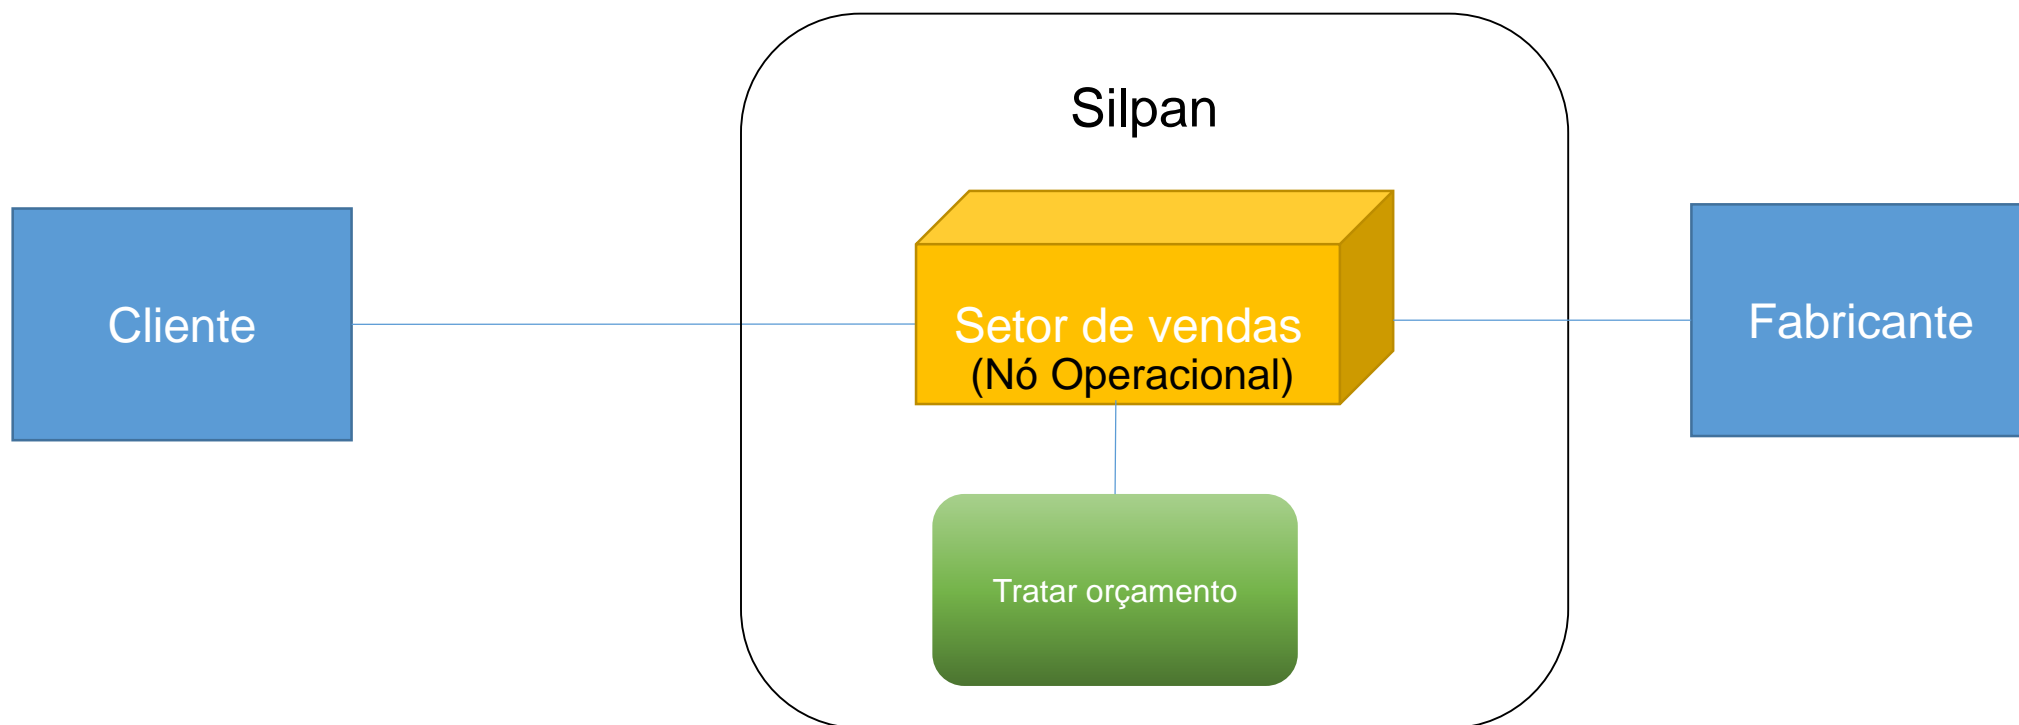 Silpan
Cliente
Setor de vendas
(Nó Operacional)
Fabricante
Tratar orçamento